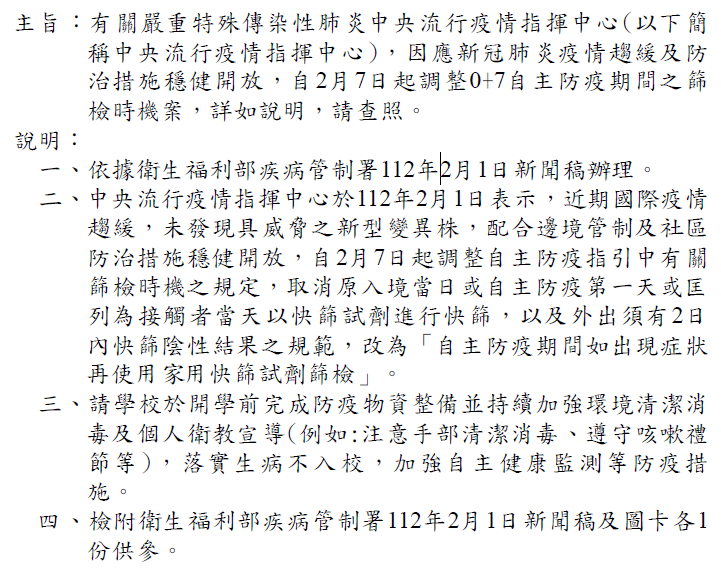 主旨：有關嚴重特殊傳染性肺炎中央流行疫情指揮中心(以下簡
稱中央流行疫情指揮中心)，因應新冠肺炎疫情趨緩及防
治措施穩健開放，自2月7日起調整0+7自主防疫期間之篩
檢時機案，詳如說明，請查照。
說明：
一、依據衛生福利部疾病管制署112年2月1日新聞稿辦理。
二、中央流行疫情指揮中心於112年2月1日表示，近期國際疫情
趨緩，未發現具威脅之新型變異株，配合邊境管制及社區
防治措施穩健開放，自2月7日起調整自主防疫指引中有關
篩檢時機之規定，取消原入境當日或自主防疫第一天或匡
列為接觸者當天以快篩試劑進行快篩，以及外出須有2日
內快篩陰性結果之規範，改為「自主防疫期間如出現症狀
再使用家用快篩試劑篩檢」。
三、請學校於開學前完成防疫物資整備並持續加強環境清潔消
毒及個人衛教宣導(例如:注意手部清潔消毒、遵守咳嗽禮
節等)，落實生病不入校，加強自主健康監測等防疫措
施。
四、檢附衛生福利部疾病管制署112年2月1日新聞稿及圖卡各1
份供參。